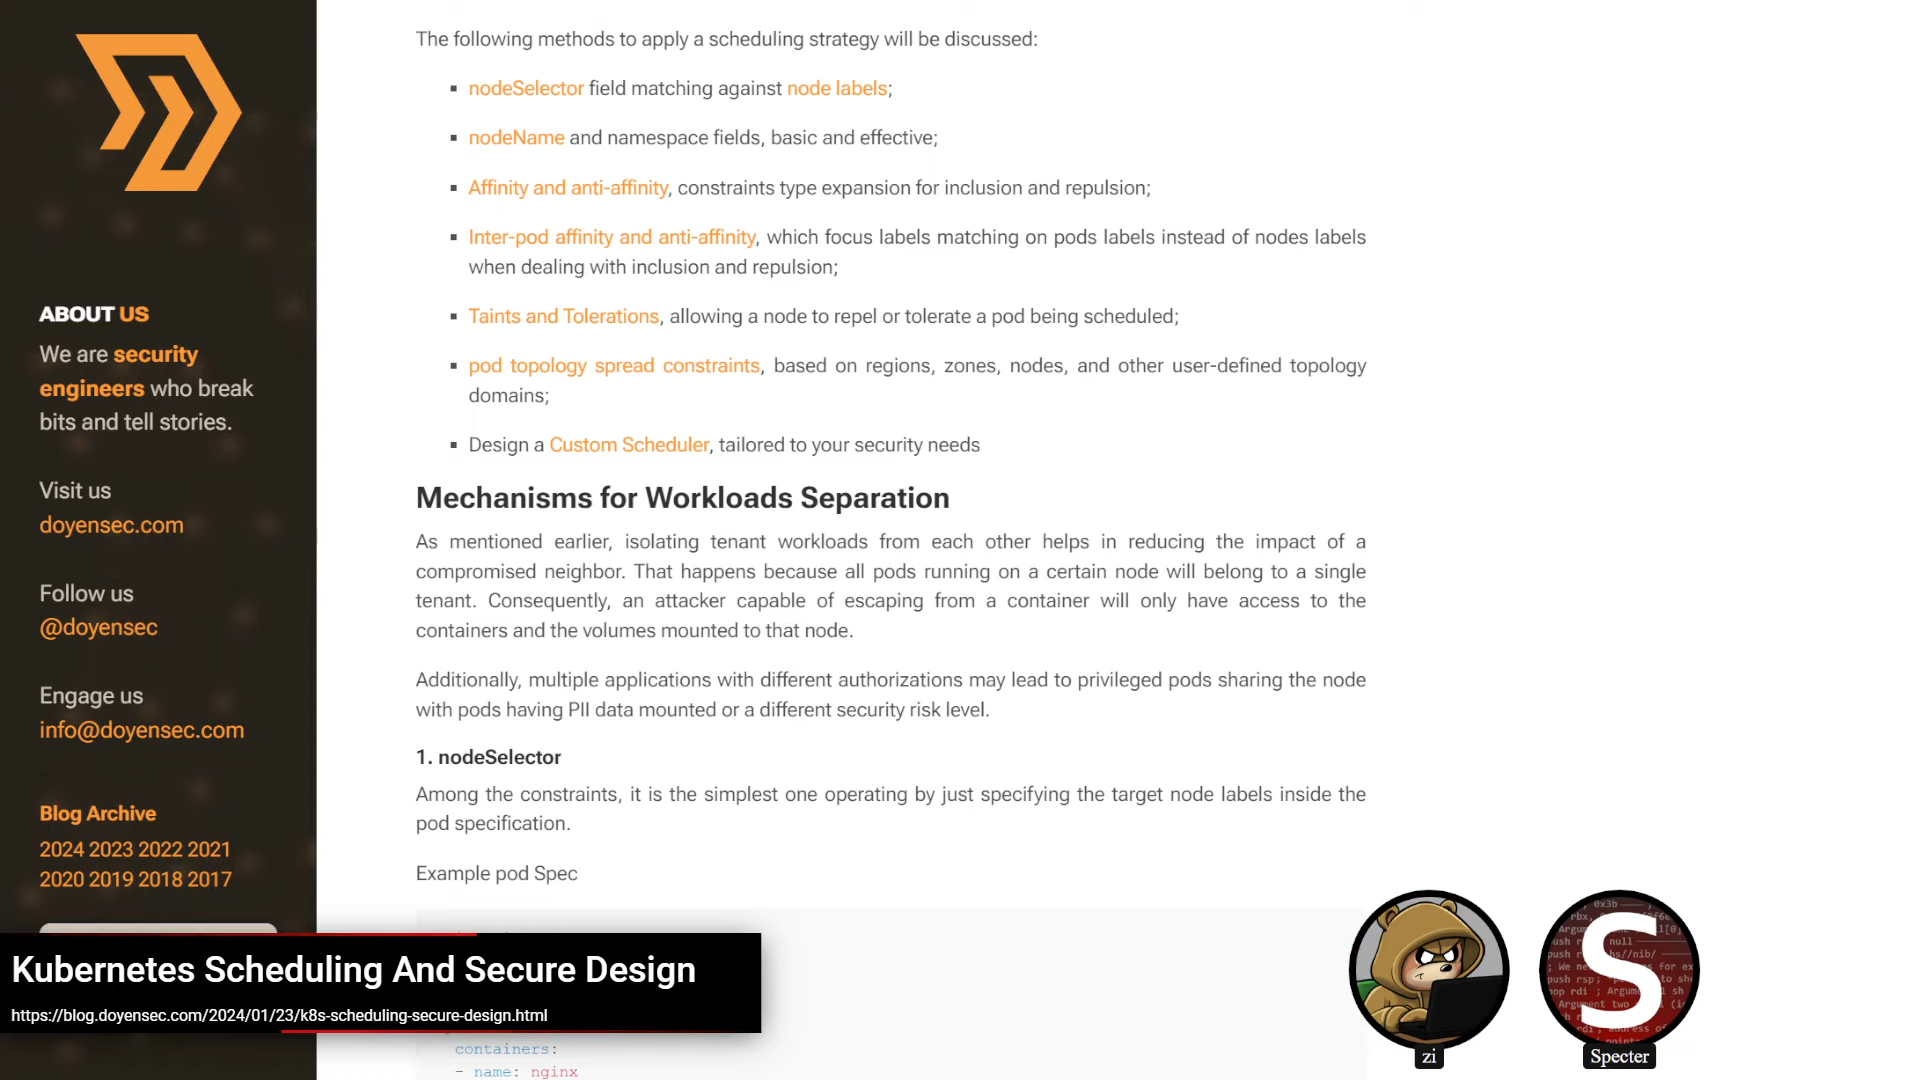 ABOUT US
We are security
engineers who break
bits and tell stories.
Visit us
doyensec.com
Follow us
@doyensec
Engage us
info@doyensec.com
Blog Archive
2024 2023 2022 2021
2020 2019 2018 2017
The following methods to apply a scheduling strategy will be discussed:
nodeSelector field matching against node labels;
nodeName and namespace fields, basic and effective;
Affinity and anti-affinity, constraints type expansion for inclusion and repulsion;
Inter-pod affinity and anti-affinity, which focus labels matching on pods labels instead of nodes labels
when dealing with inclusion and repulsion;
Taints and Tolerations, allowing a node to repel or tolerate a pod being scheduled;
pod topology spread constraints, based on regions, zones, nodes, and other user-defined topology
domains;
Design a Custom Scheduler, tailored to your security needs
Mechanisms for Workloads Separation
As mentioned earlier, isolating tenant workloads from each other helps in reducing the impact of a
compromised neighbor. That happens because all pods running on a certain node will belong to a single
tenant. Consequently, an attacker capable of escaping from a container will only have access to the
containers and the volumes mounted to that node.
Additionally, multiple applications with different authorizations may lead to privileged pods sharing the node
with pods having PII data mounted or a different security risk level.
1. nodeSelector
Among the constraints, it is the simplest one operating by just specifying the target node labels inside the
pod specification.
Example pod Spec
containers:
- name: nginx
Kubernetes Scheduling And Secure Design
https://blog.doyensec.com/2024/01/23/k8s-scheduling-secure-design.html
zi
S
Specter